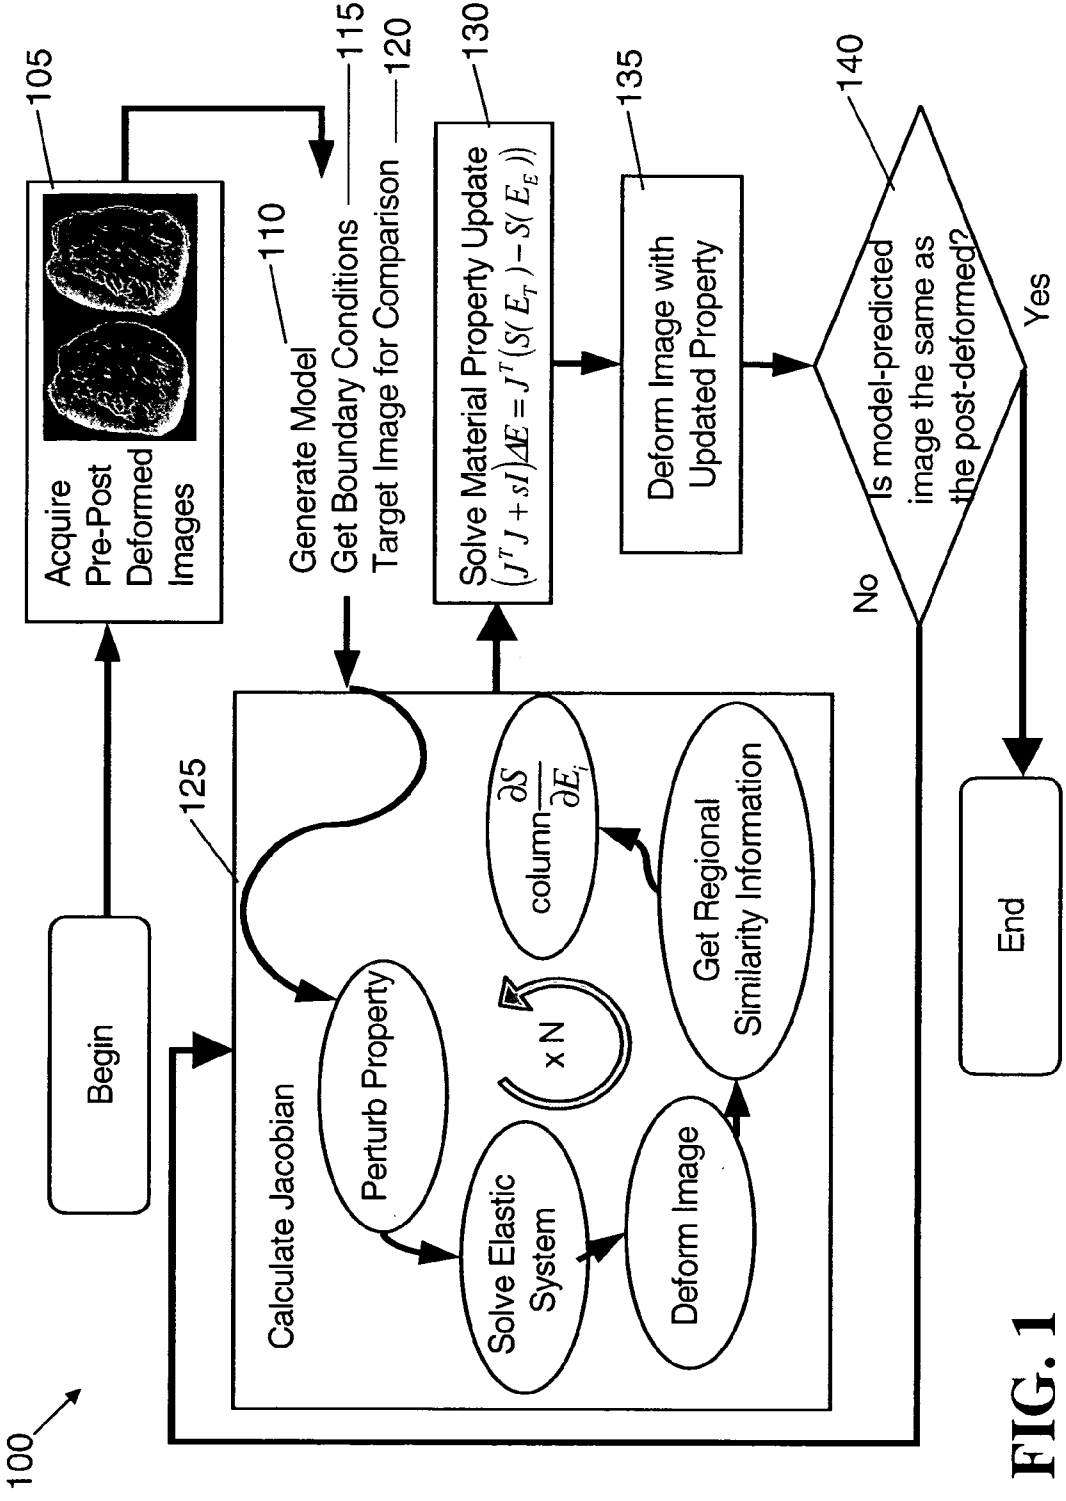 100
Begin
105
Acquire
Pre-Post
Deformed
Images
110
Generate Model
Get Boundary Conditions
115
Target Image for Comparison
120
125
Calculate Jacobian
Perturb Property
Solve Elastic
System
Deform Image
Get Regional
Similarity Information
column ∂S/∂E_i
x N
130
Solve Material Property Update
(J^T J + sI)ΔE = J^T(S(E_T) − S(E_E))
135
Deform Image with
Updated Property
140
Is model-predicted
image the same as
the post-deformed?
No
Yes
End
FIG. 1